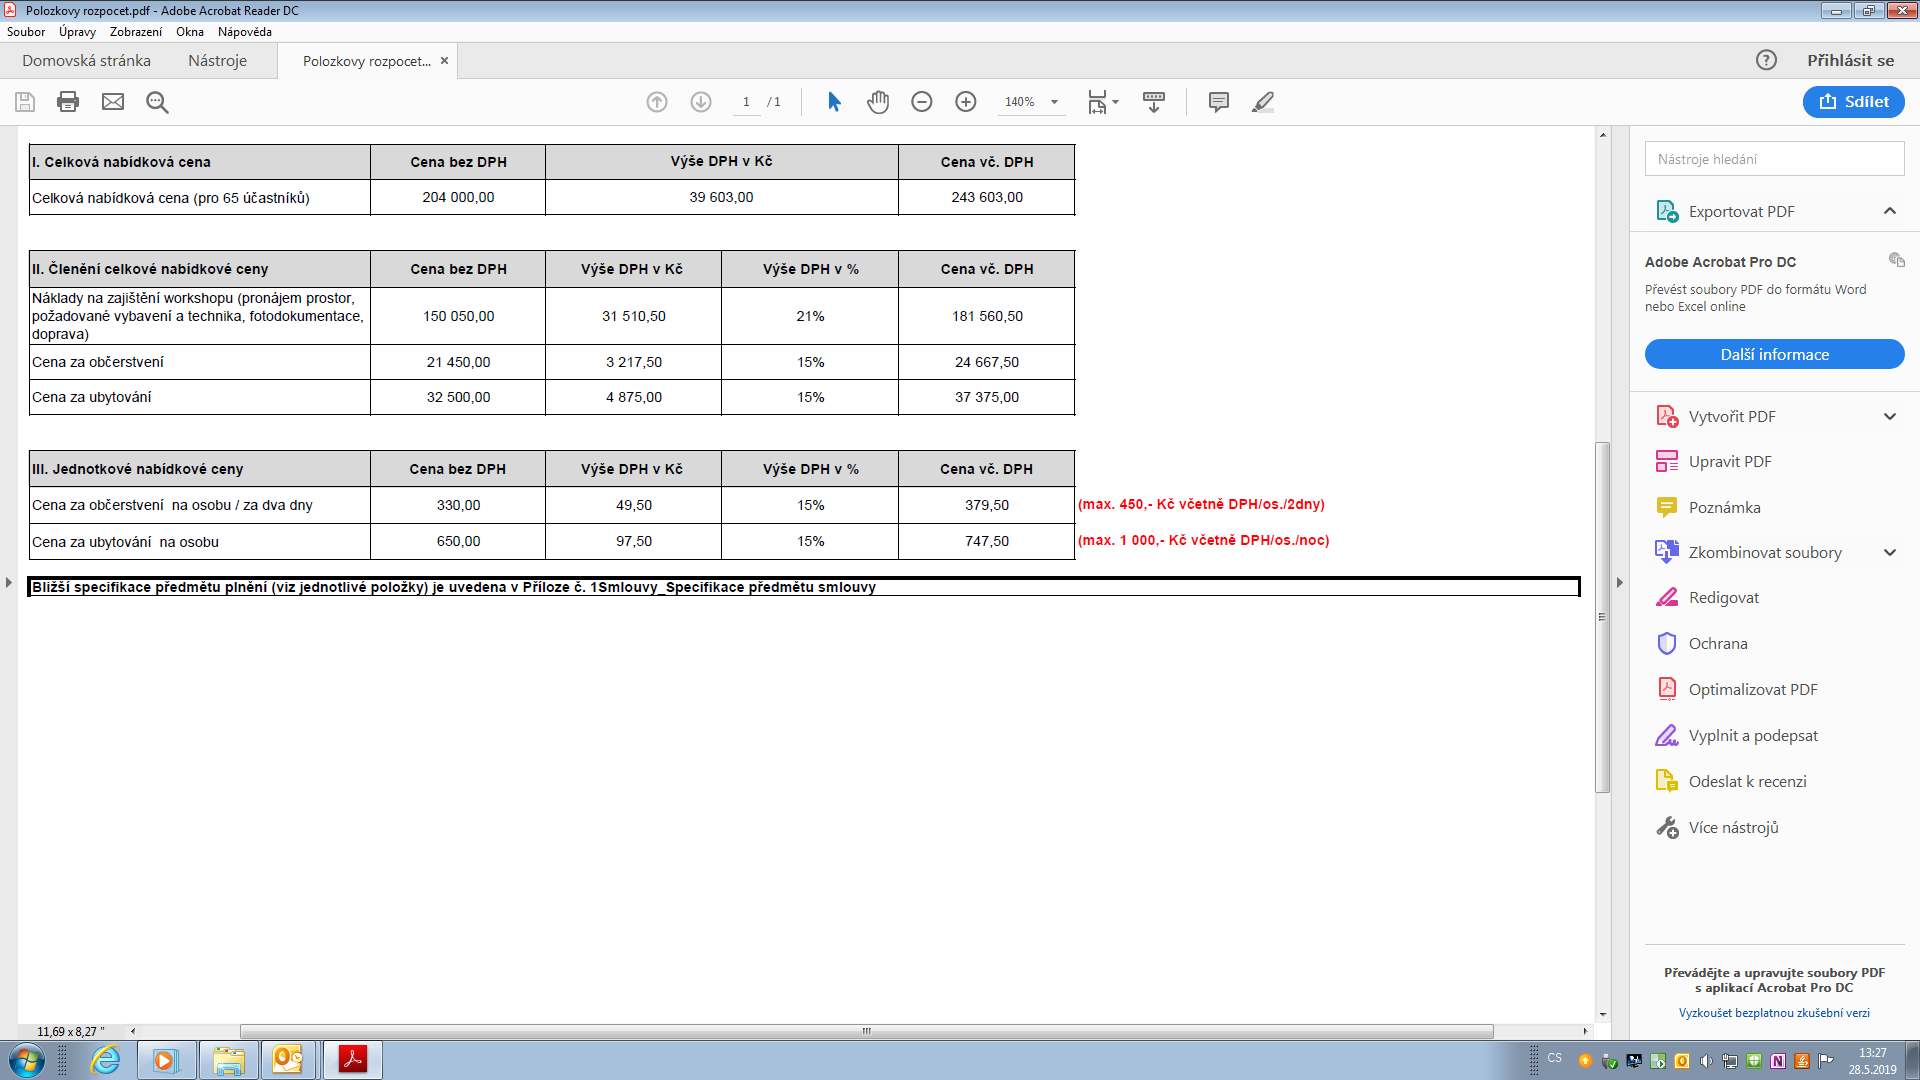 Polozkovy rozpocet.pdf - Adobe Acrobat Reader DC
Soubor Úpravy Zobrazení Okna Nápověda
Domovská stránka Nástroje Polozkovy rozpocet... × Přihlásit se
1 / 1 140% Sdílet
I. Celková nabídková cena Cena bez DPH Výše DPH v Kč Cena vč. DPH
Celková nabídková cena (pro 65 účastníků) 204 000,00 39 603,00 243 603,00
II. Členění celkové nabídkové ceny Cena bez DPH Výše DPH v Kč Výše DPH v % Cena vč. DPH
Náklady na zajištění workshopu (pronájem prostor,
požadované vybavení a technika, fotodokumentace, 150 050,00 31 510,50 21% 181 560,50
doprava)
Cena za občerstvení 21 450,00 3 217,50 15% 24 667,50
Cena za ubytování 32 500,00 4 875,00 15% 37 375,00
III. Jednotkové nabídkové ceny Cena bez DPH Výše DPH v Kč Výše DPH v % Cena vč. DPH
Cena za občerstvení na osobu / za dva dny 330,00 49,50 15% 379,50 (max. 450,- Kč včetně DPH/os./2dny)
Cena za ubytování na osobu 650,00 97,50 15% 747,50 (max. 1 000,- Kč včetně DPH/os./noc)
Bližší specifikace předmětu plnění (viz jednotlivé položky) je uvedena v Příloze č. 1Smlouvy_Specifikace předmětu smlouvy
Nástroje hledání
Exportovat PDF
Adobe Acrobat Pro DC
Převést soubory PDF do formátu Word
nebo Excel online
Další informace
Vytvořit PDF
Upravit PDF
Poznámka
Zkombinovat soubory
Redigovat
Ochrana
Optimalizovat PDF
Vyplnit a podepsat
Odeslat k recenzi
Více nástrojů
Převádějte a upravujte soubory PDF
s aplikací Acrobat Pro DC
Vyzkoušet bezplatnou zkušební verzi
11,69 x 8,27 "
CS 13:27
28.5.2019